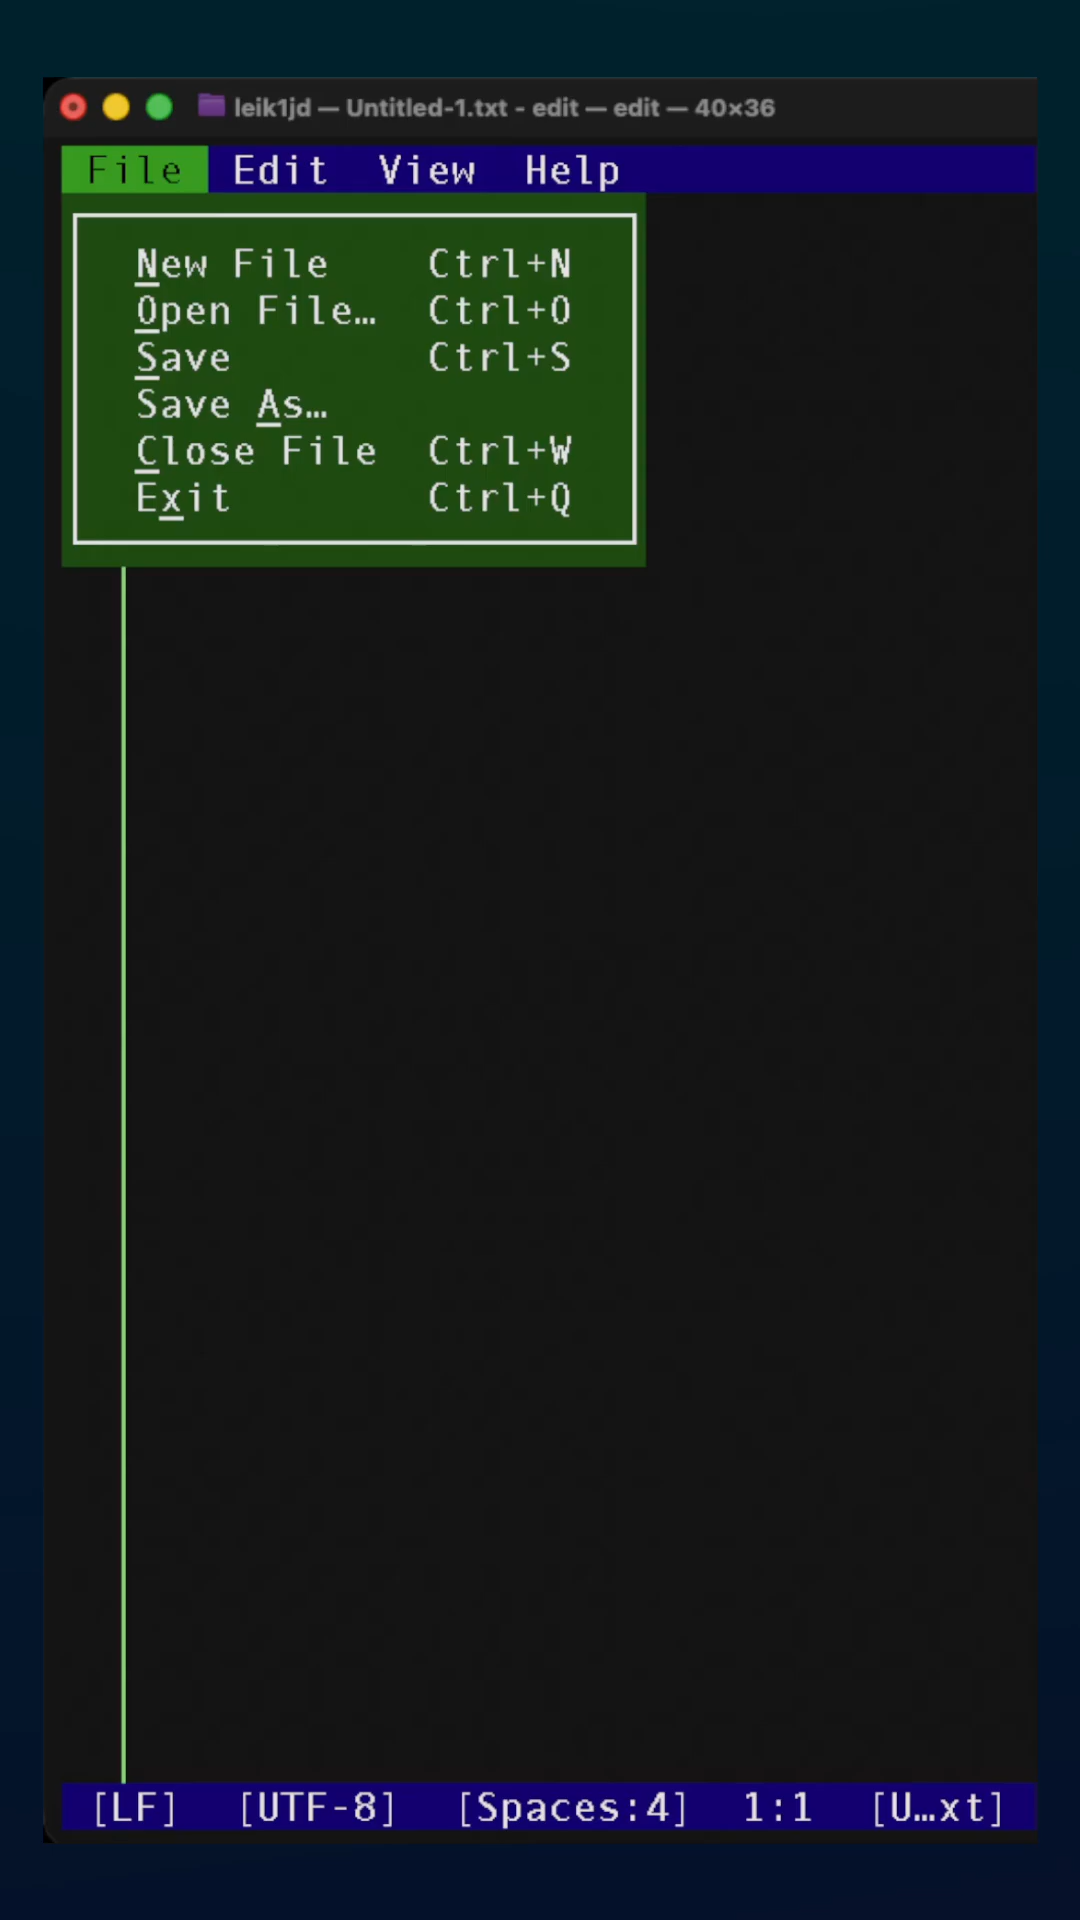 leik1jd — Untitled-1.txt - edit — edit — 40×36
File Edit View Help
New File Ctrl+N
Open File… Ctrl+O
Save Ctrl+S
Save As…
Close File Ctrl+W
Exit Ctrl+Q
[LF] [UTF-8] [Spaces:4] 1:1 [U…xt]